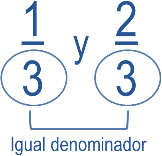 1/3 y 2/3
Igual denominador